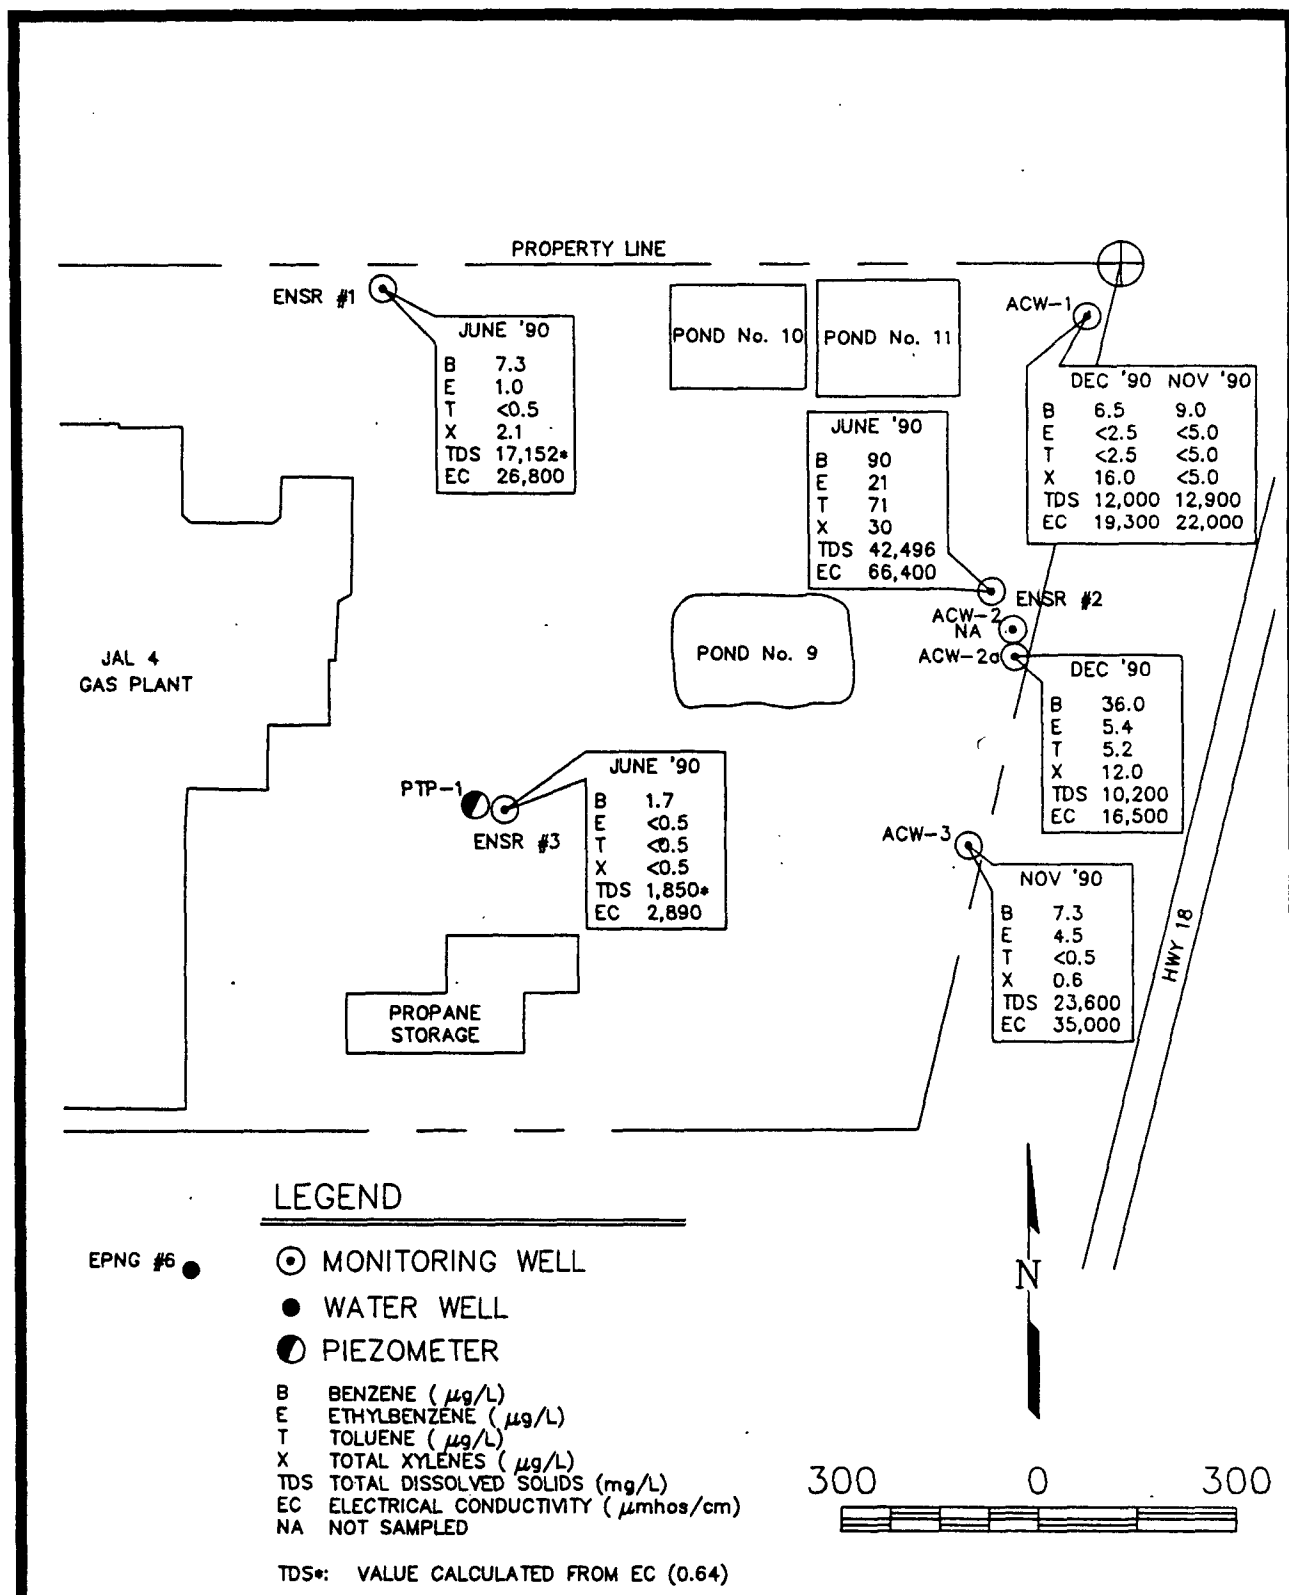 PROPERTY LINE
ENSR #1
JUNE '90
B 7.3
E 1.0
T <0.5
X 2.1
TDS 17,152*
EC 26,800
POND No. 10
POND No. 11
ACW-1
DEC '90 NOV '90
B 6.5 9.0
E <2.5 <5.0
T <2.5 <5.0
X 16.0 <5.0
TDS 12,000 12,900
EC 19,300 22,000
JUNE '90
B 90
E 21
T 71
X 30
TDS 42,496
EC 66,400
ENSR #2
ACW-2
NA
ACW-2a
DEC '90
B 36.0
E 5.4
T 5.2
X 12.0
TDS 10,200
EC 16,500
POND No. 9
JAL 4
GAS PLANT
PTP-1
ENSR #3
JUNE '90
B 1.7
E <0.5
T <0.5
X <0.5
TDS 1,850*
EC 2,890
ACW-3
NOV '90
B 7.3
E 4.5
T <0.5
X 0.6
TDS 23,600
EC 35,000
HWY 18
PROPANE
STORAGE
LEGEND
EPNG #6
MONITORING WELL
WATER WELL
PIEZOMETER
B BENZENE ( µg/L)
E ETHYLBENZENE ( µg/L)
T TOLUENE ( µg/L)
X TOTAL XYLENES ( µg/L)
TDS TOTAL DISSOLVED SOLIDS (mg/L)
EC ELECTRICAL CONDUCTIVITY ( µmhos/cm)
NA NOT SAMPLED
TDS*: VALUE CALCULATED FROM EC (0.64)
N
300 0 300